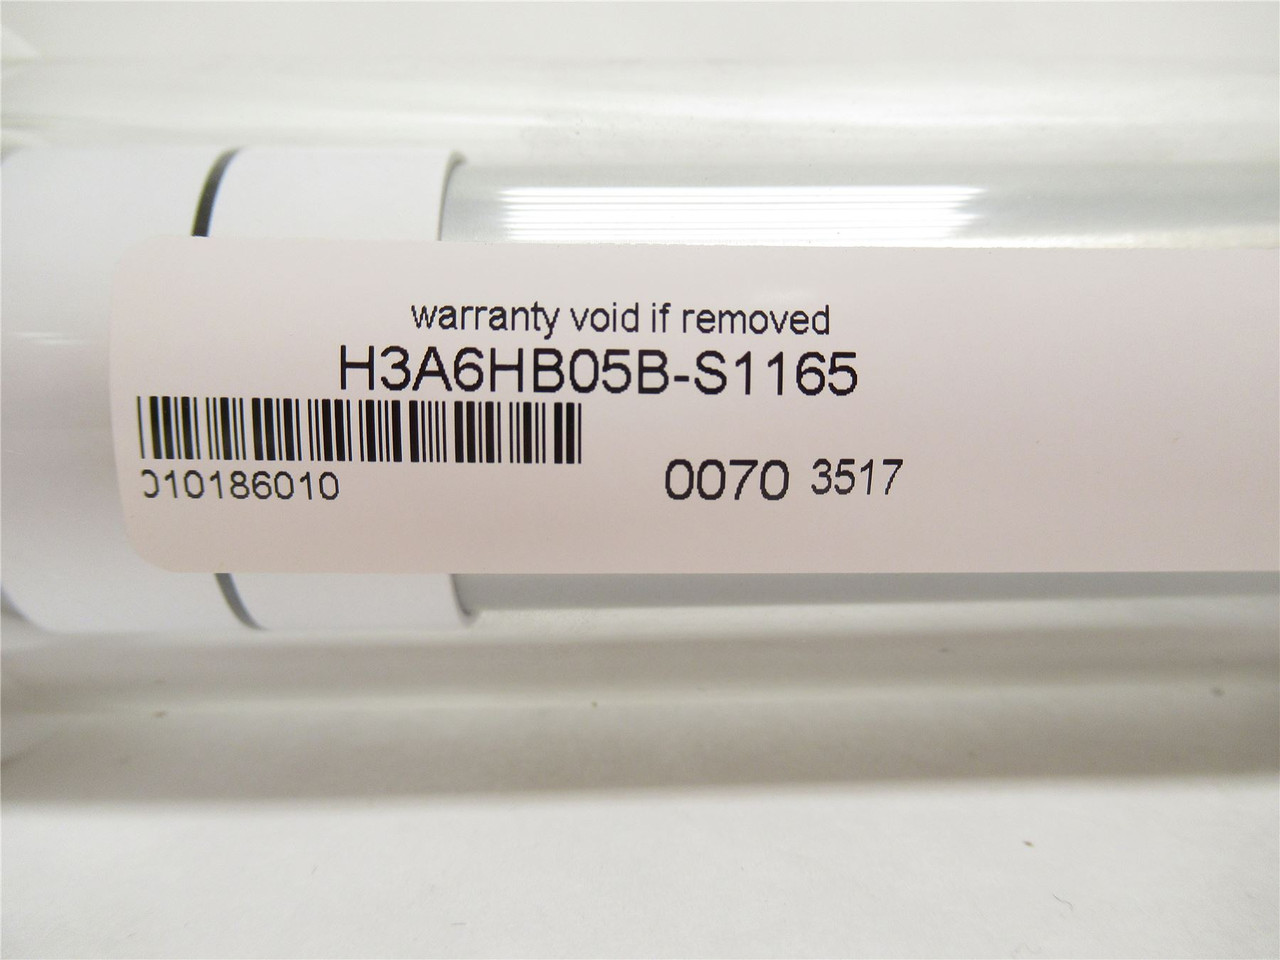 warranty void if removed
H3A6HB05B-S1165
010186010
0070 3517